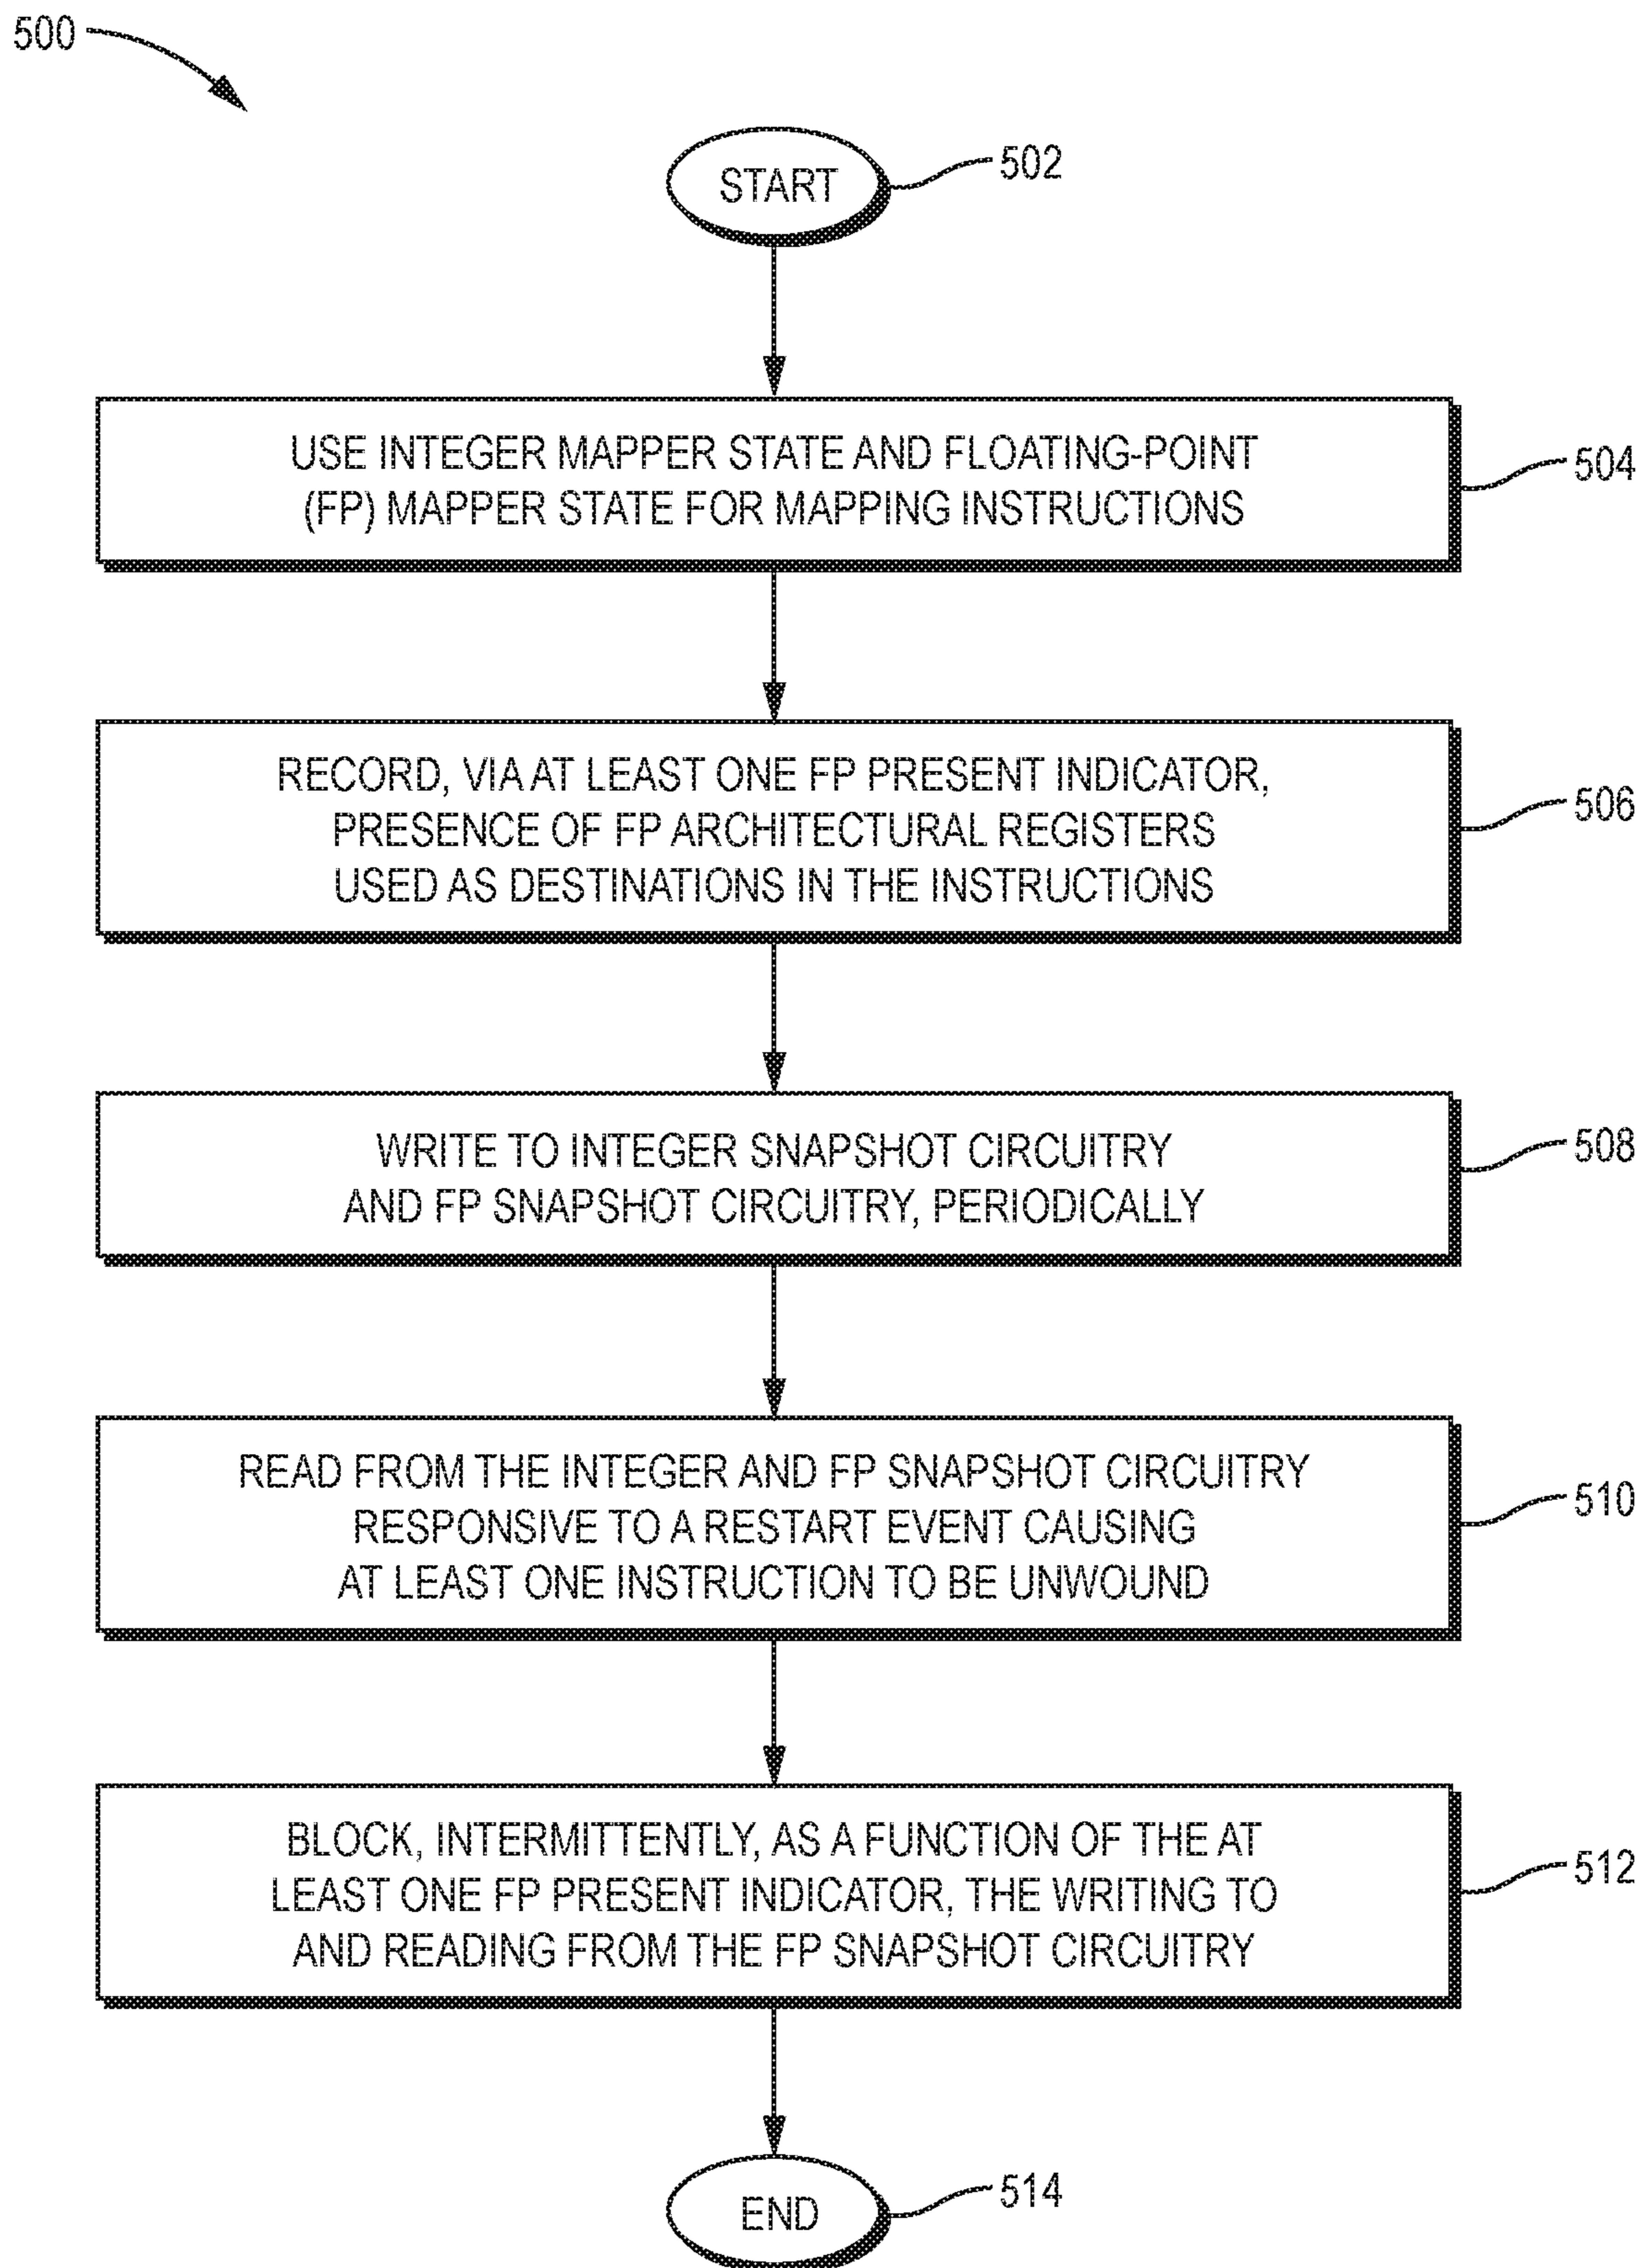 500
START
502
USE INTEGER MAPPER STATE AND FLOATING-POINT
(FP) MAPPER STATE FOR MAPPING INSTRUCTIONS
504
RECORD, VIA AT LEAST ONE FP PRESENT INDICATOR,
PRESENCE OF FP ARCHITECTURAL REGISTERS
USED AS DESTINATIONS IN THE INSTRUCTIONS
506
WRITE TO INTEGER SNAPSHOT CIRCUITRY
AND FP SNAPSHOT CIRCUITRY, PERIODICALLY
508
READ FROM THE INTEGER AND FP SNAPSHOT CIRCUITRY
RESPONSIVE TO A RESTART EVENT CAUSING
AT LEAST ONE INSTRUCTION TO BE UNWOUND
510
BLOCK, INTERMITTENTLY, AS A FUNCTION OF THE AT
LEAST ONE FP PRESENT INDICATOR, THE WRITING TO
AND READING FROM THE FP SNAPSHOT CIRCUITRY
512
END
514